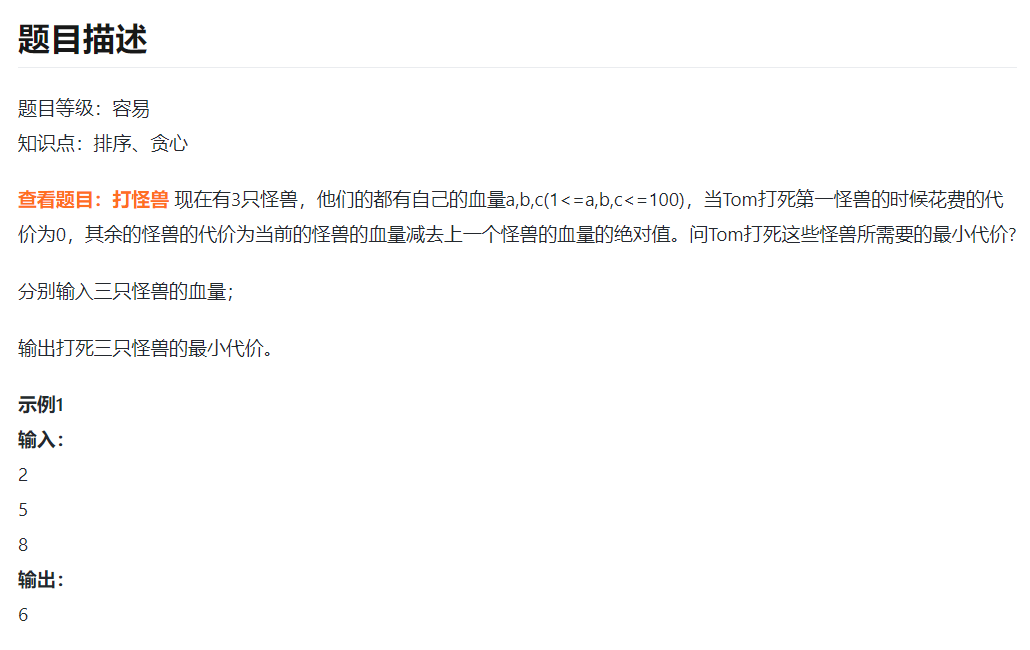 题目描述
题目等级：容易
知识点：排序、贪心
查看题目：打怪兽 现在有3只怪兽，他们的都有自己的血量a,b,c(1<=a,b,c<=100)，当Tom打死第一怪兽的时候花费的代
价为0，其余的怪兽的代价为当前的怪兽的血量减去上一个怪兽的血量的绝对值。问Tom打死这些怪兽所需要的最小代价?
分别输入三只怪兽的血量；
输出打死三只怪兽的最小代价。
示例1
输入：
2
5
8
输出：
6